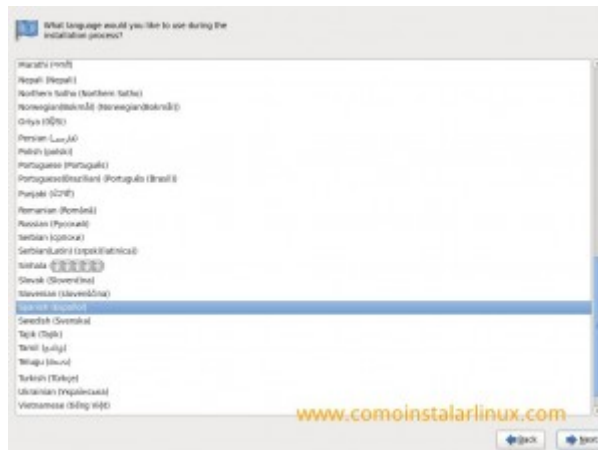 What language would you like to use during the
installation process?
Marathi
Nepali (Nepali)
Northern Sotho (Northern Sotho)
Norwegian(Bokmål) (Norwegian(Bokmål))
Oriya
Persian
Polish (polski)
Portuguese (Português)
Portuguese(Brazilian) (Português (Brasil))
Punjabi
Romanian (Română)
Russian (Русский)
Serbian (српски)
Serbian(Latin) (srpski(latinica))
Sinhala
Slovak (Slovenčina)
Slovenian (slovenščina)
Spanish (Español)
Swedish (Svenska)
Tajik (Tajik)
Tamil
Telugu
Turkish (Türkçe)
Ukrainian (Українська)
Vietnamese (Tiếng Việt)
www.comoinstalarlinux.com
Back
Next